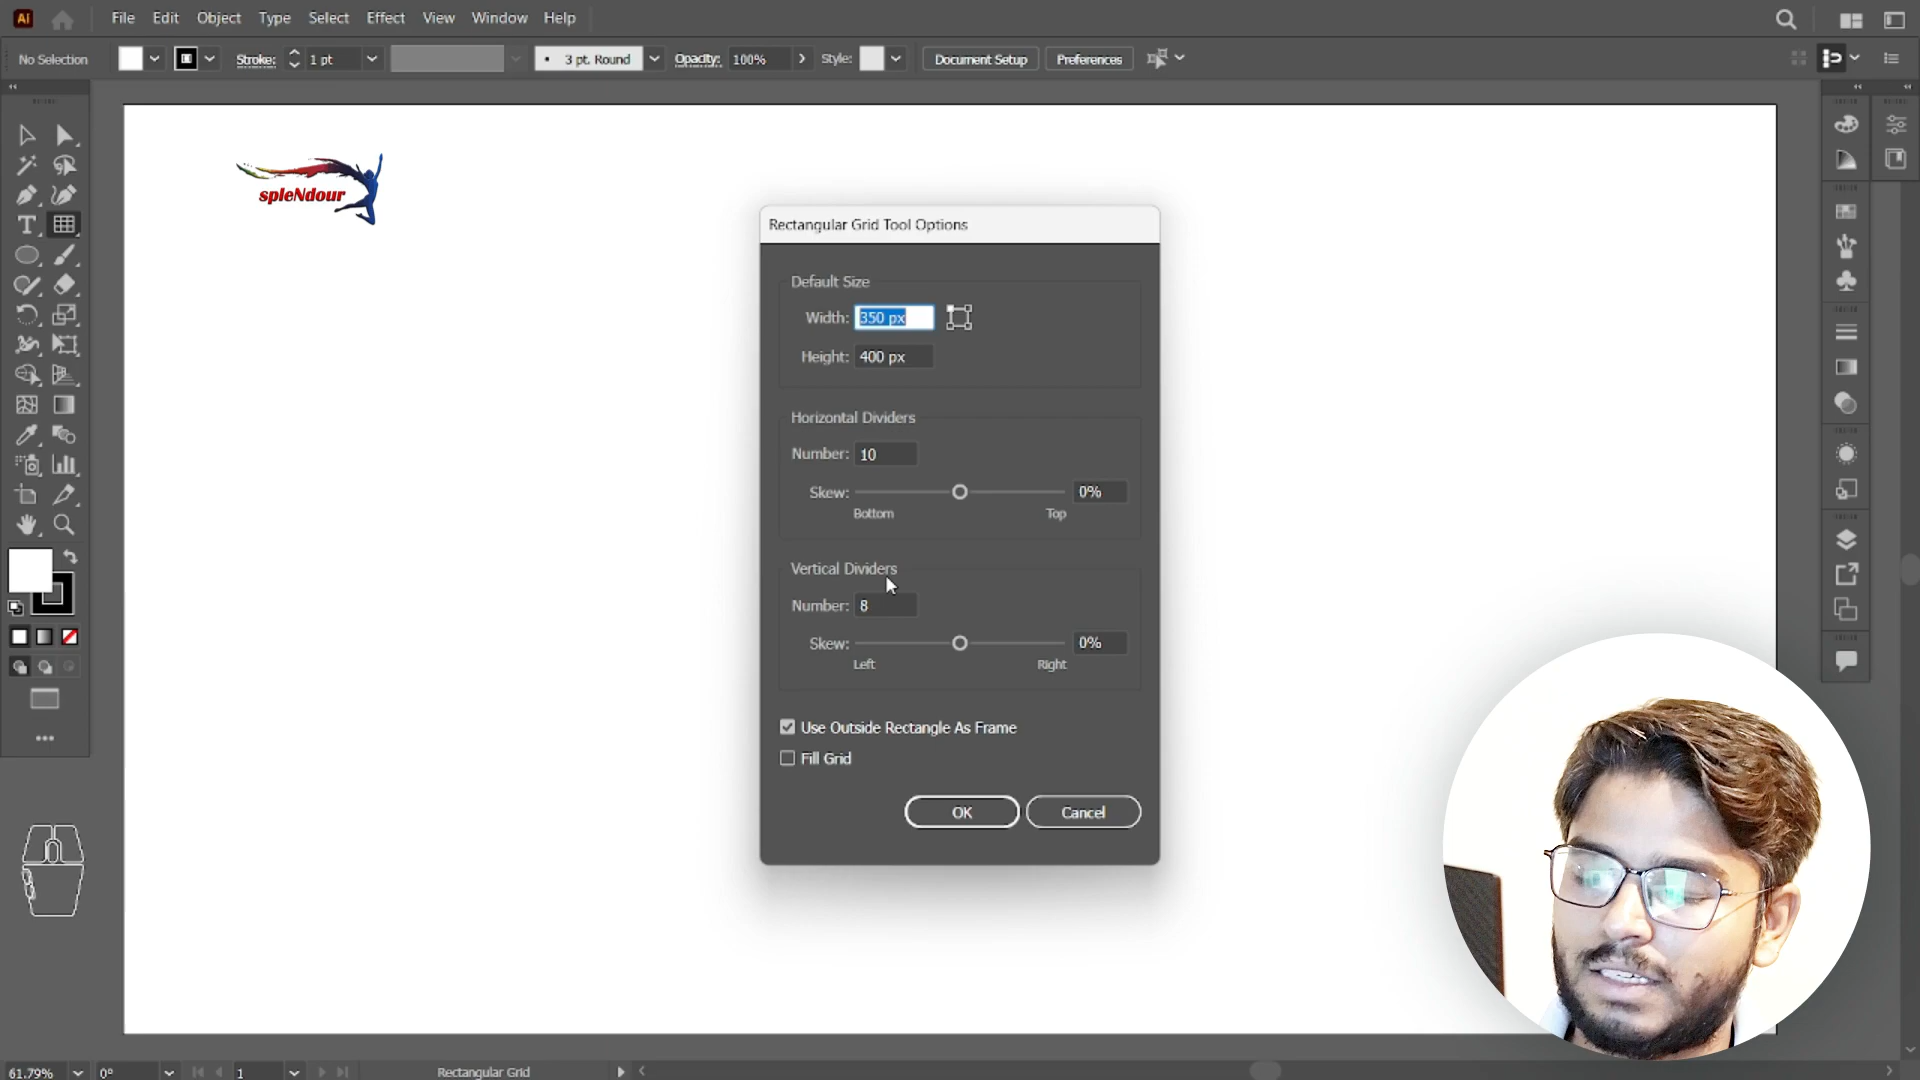 Ai File Edit Object Type Select Effect View Window Help
No Selection Stroke: 1 pt 3 pt. Round Opacity: 100% Style: Document Setup Preferences
spleNdour
Rectangular Grid Tool Options
Default Size
Width: 350 px
Height: 400 px
Horizontal Dividers
Number: 10
Skew: 0%
Bottom Top
Vertical Dividers
Number: 8
Skew: 0%
Left Right
Use Outside Rectangle As Frame
Fill Grid
OK Cancel
61.79% 0° 1 Rectangular Grid